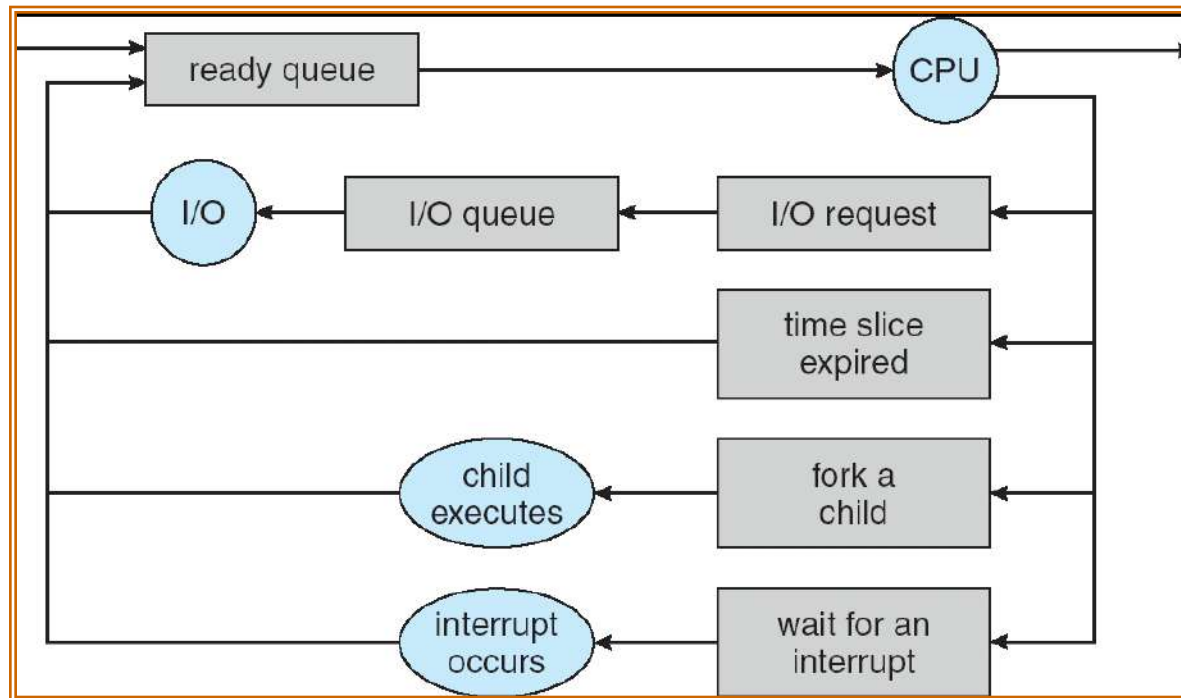 ready queue
CPU
I/O
I/O queue
I/O request
time slice
expired
child
executes
fork a
child
interrupt
occurs
wait for an
interrupt